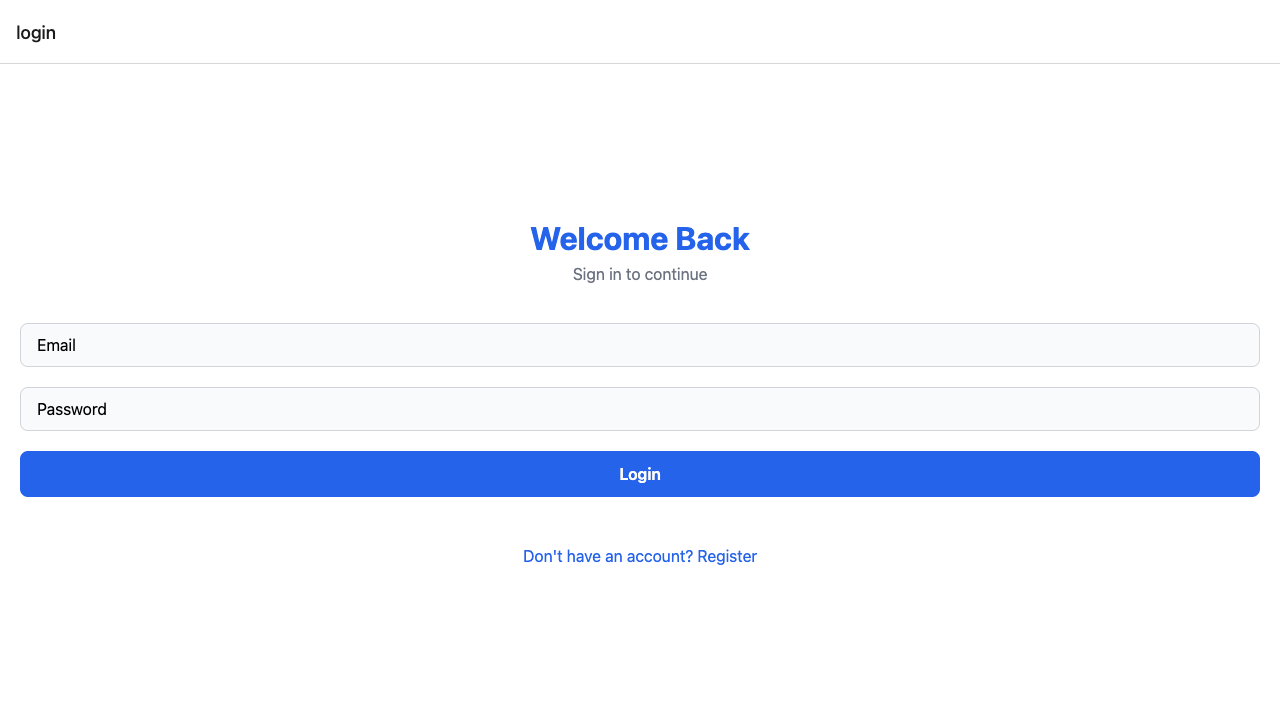 login
Welcome Back
Sign in to continue
Email
Password
Login
Don't have an account? Register